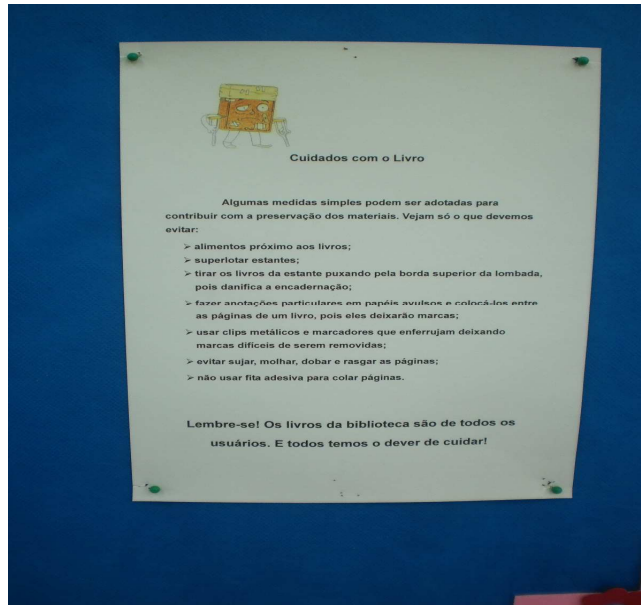 Cuidados com o Livro
Algumas medidas simples podem ser adotadas para
contribuir com a preservação dos materiais. Vejam só o que devemos
evitar:
➢ alimentos próximo aos livros;
➢ superlotar estantes;
➢ tirar os livros da estante puxando pela borda superior da lombada,
pois danifica a encadernação;
➢ fazer anotações particulares em papéis avulsos e colocá-los entre
as páginas de um livro, pois eles deixarão marcas;
➢ usar clips metálicos e marcadores que enferrujam deixando
marcas difíceis de serem removidas;
➢ evitar sujar, molhar, dobar e rasgar as páginas;
➢ não usar fita adesiva para colar páginas.
Lembre-se! Os livros da biblioteca são de todos os
usuários. E todos temos o dever de cuidar!